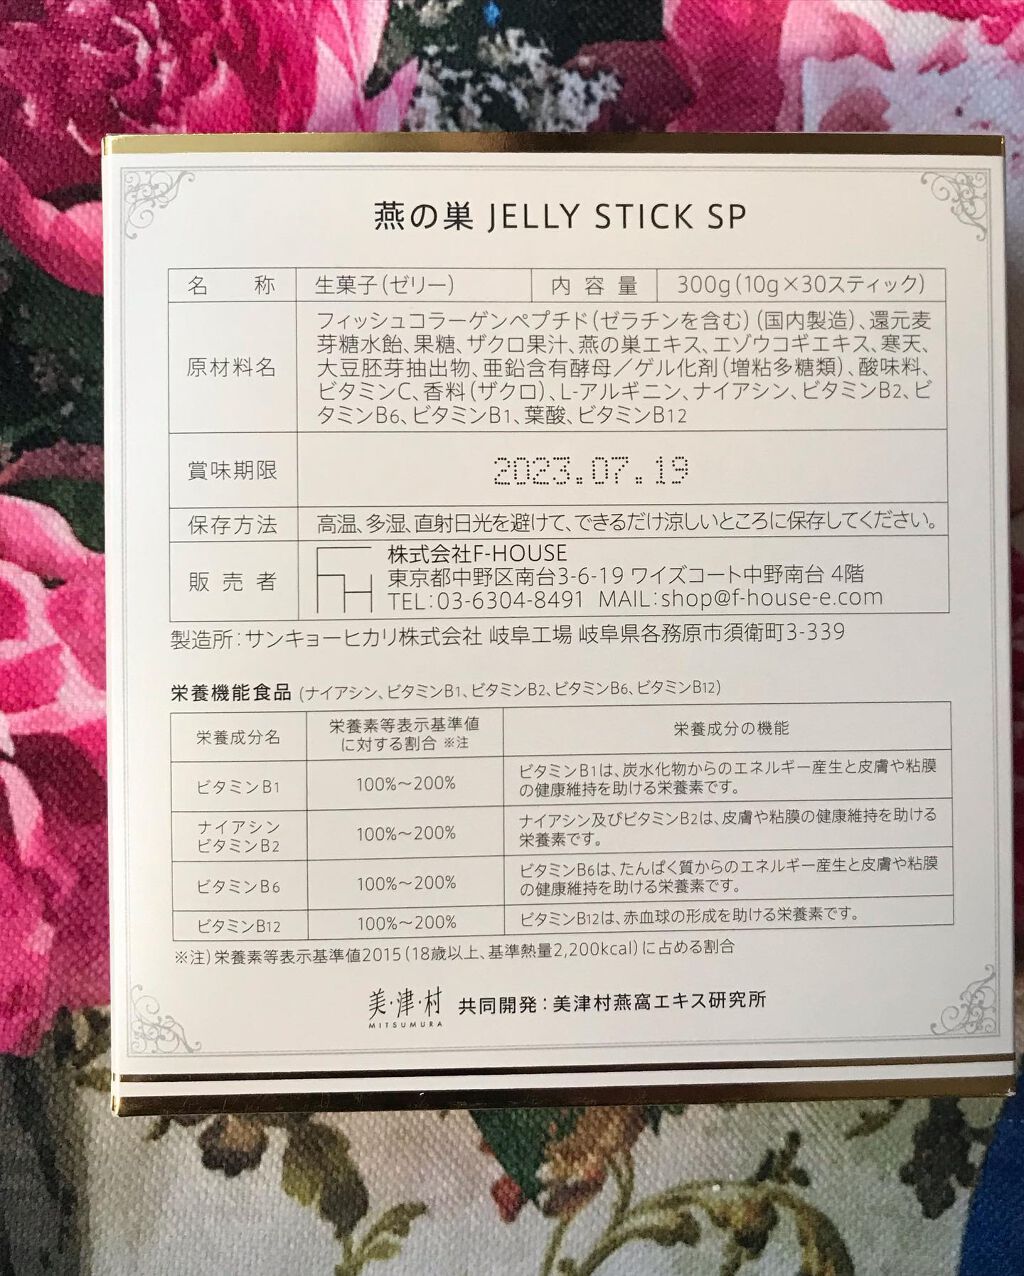 燕の巣 JELLY STICK SP
名 称 生菓子(ゼリー) 内容量 300g(10g×30スティック)
原材料名
フィッシュコラーゲンペプチド(ゼラチンを含む)(国内製造)、還元麦
芽糖水飴、果糖、ザクロ果汁、燕の巣エキス、エゾウコギエキス、寒天、
大豆胚芽抽出物、亜鉛含有酵母/ゲル化剤(増粘多糖類)、酸味料、
ビタミンC、香料(ザクロ)、L-アルギニン、ナイアシン、ビタミンB2、ビ
タミンB6、ビタミンB1、葉酸、ビタミンB12
賞味期限 2023.07.19
保存方法 高温、多湿、直射日光を避けて、できるだけ涼しいところに保存してください。
販売者
FH
株式会社F-HOUSE
東京都中野区南台3-6-19 ワイズコート中野南台 4階
TEL:03-6304-8491 MAIL:shop@f-house-e.com
製造所:サンキョーヒカリ株式会社 岐阜工場 岐阜県各務原市須衛町3-339
栄養機能食品 (ナイアシン、ビタミンB1、ビタミンB2、ビタミンB6、ビタミンB12)
栄養成分名
栄養素等表示基準値
に対する割合 ※注
栄養成分の機能
ビタミンB1
100%~200%
ビタミンB1は、炭水化物からのエネルギー産生と皮膚や粘膜
の健康維持を助ける栄養素です。
ナイアシン
ビタミンB2
100%~200%
ナイアシン及びビタミンB2は、皮膚や粘膜の健康維持を助ける
栄養素です。
ビタミンB6
100%~200%
ビタミンB6は、たんぱく質からのエネルギー産生と皮膚や粘膜
の健康維持を助ける栄養素です。
ビタミンB12
100%~200%
ビタミンB12は、赤血球の形成を助ける栄養素です。
※注)栄養素等表示基準値2015(18歳以上、基準熱量2,200kcal)に占める割合
美・津・村
MITSUMURA
共同開発:美津村燕窩エキス研究所